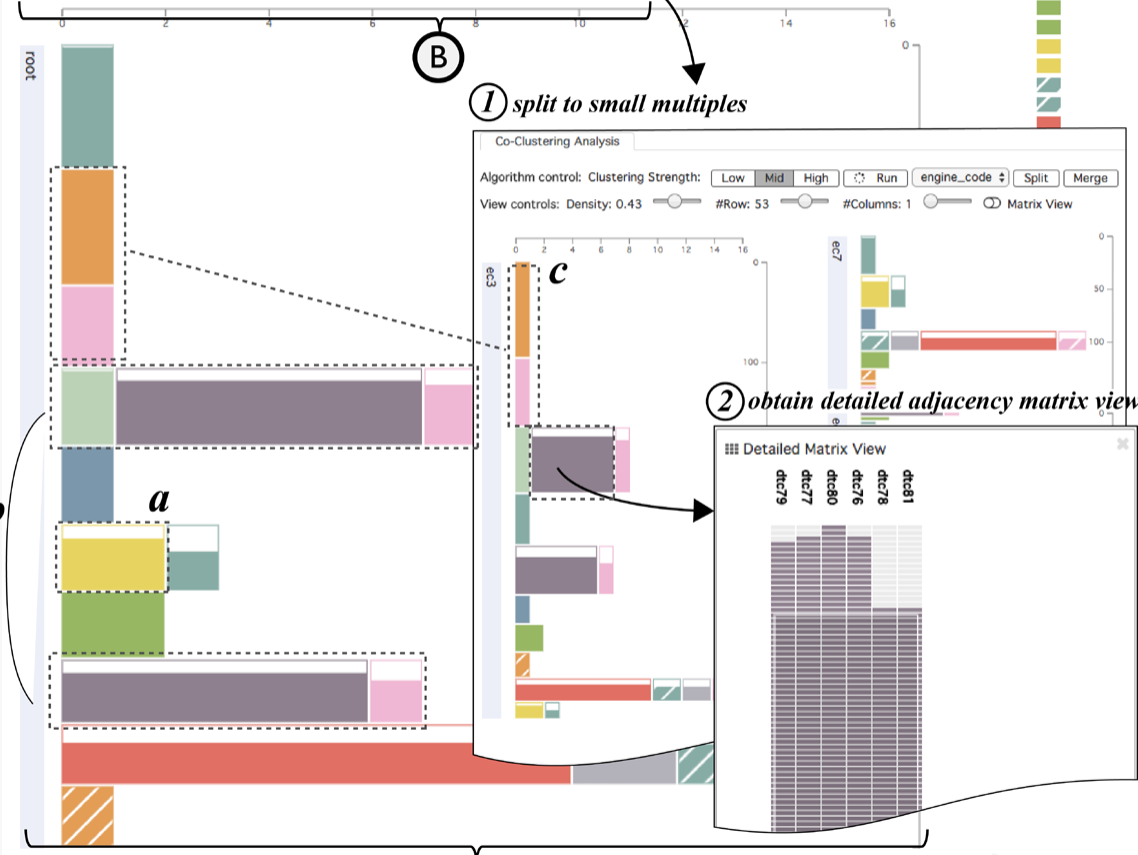 0 2 4 6 8 10 12 14 16
B
root
0
1 split to small multiples
Co-Clustering Analysis
Algorithm control: Clustering Strength: Low Mid High Run engine_code Split Merge
View controls: Density: 0.43 #Row: 53 #Columns: 1 Matrix View
0 2 4 6 8 10 12 14 16
ec3
c
0
100
ec7
0
50
100
0
2 obtain detailed adjacency matrix view
Detailed Matrix View
dtc79 dtc77 dtc80 dtc76 dtc78 dtc81
a